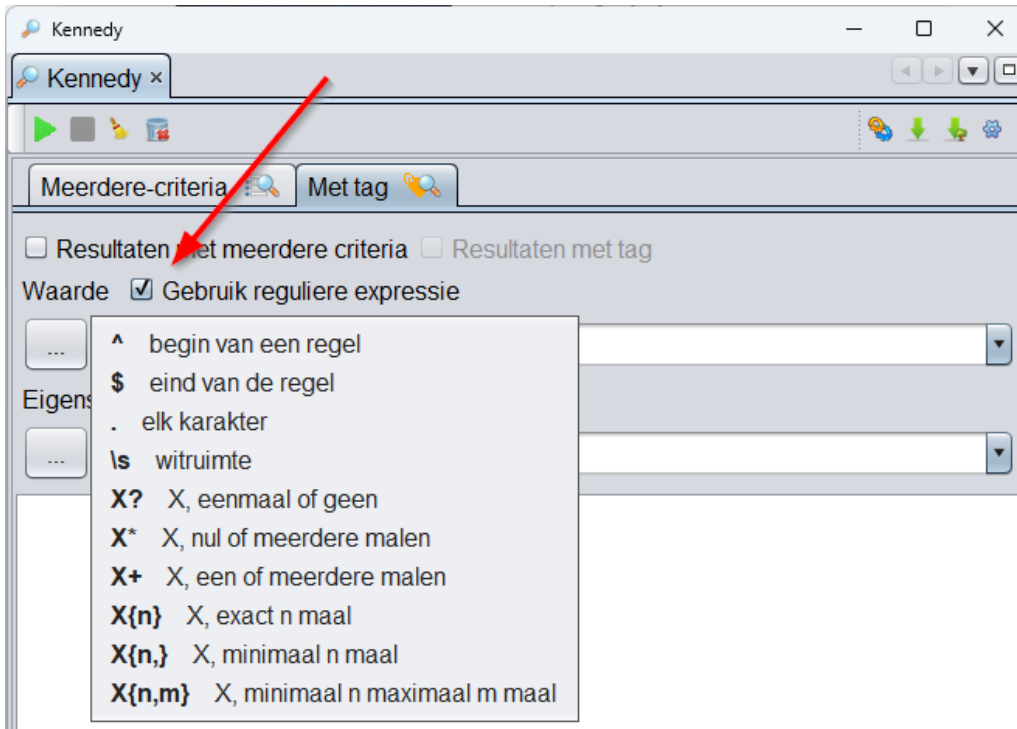 Kennedy
Kennedy
Meerdere-criteria Met tag
Resultaten met meerdere criteria Resultaten met tag
Waarde Gebruik reguliere expressie
...
^ begin van een regel
$ eind van de regel
Eigens
. elk karakter
...
\s witruimte
X? X, eenmaal of geen
X* X, nul of meerdere malen
X+ X, een of meerdere malen
X{n} X, exact n maal
X{n,} X, minimaal n maal
X{n,m} X, minimaal n maximaal m maal